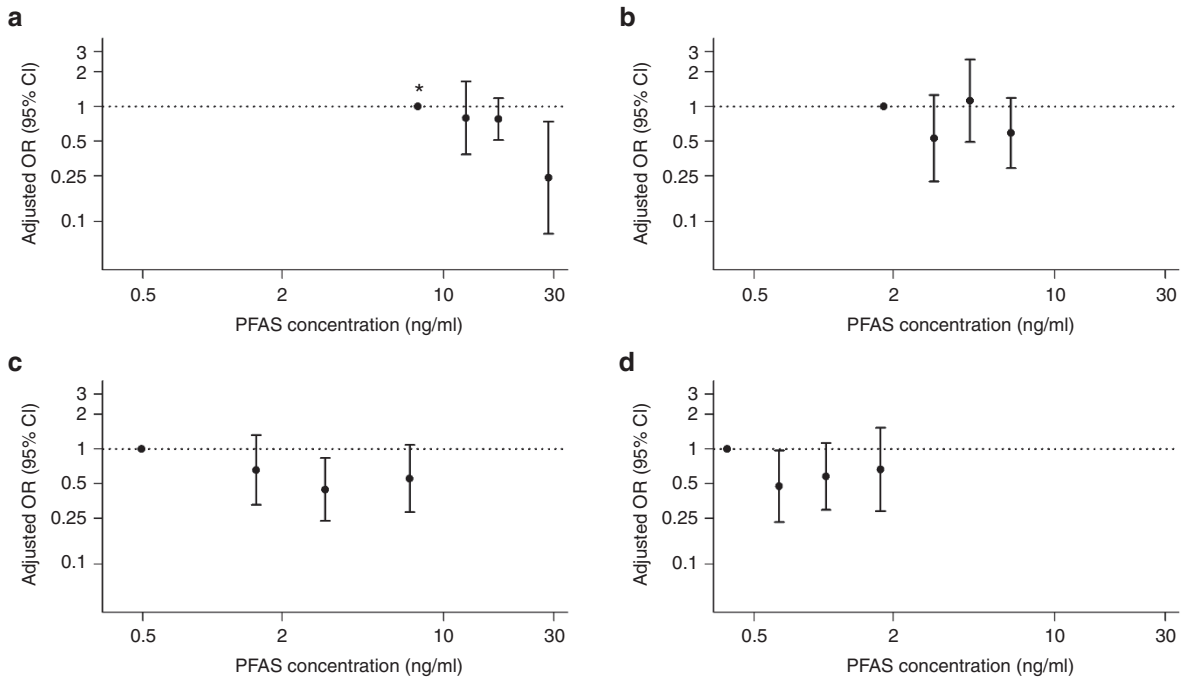 a
Adjusted OR (95% CI)
3
2
1
0.5
0.25
0.1
*
0.5 2 10 30
PFAS concentration (ng/ml)
b
Adjusted OR (95% CI)
3
2
1
0.5
0.25
0.1
0.5 2 10 30
PFAS concentration (ng/ml)
c
Adjusted OR (95% CI)
3
2
1
0.5
0.25
0.1
0.5 2 10 30
PFAS concentration (ng/ml)
d
Adjusted OR (95% CI)
3
2
1
0.5
0.25
0.1
0.5 2 10 30
PFAS concentration (ng/ml)